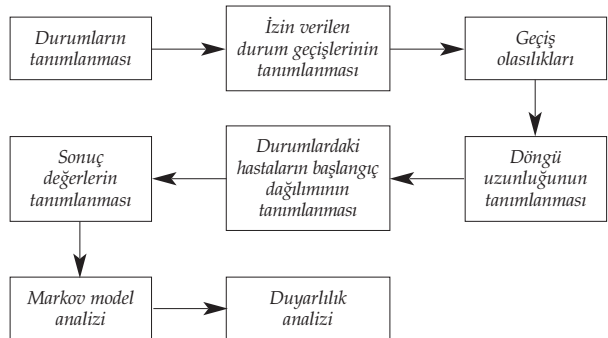 Durumların
tanımlanması
İzin verilen
durum geçişlerinin
tanımlanması
Geçiş
olasılıkları
Döngü
uzunluğunun
tanımlanması
Durumlardaki
hastaların başlangıç
dağılımının
tanımlanması
Sonuç
değerlerin
tanımlanması
Markov model
analizi
Duyarlılık
analizi